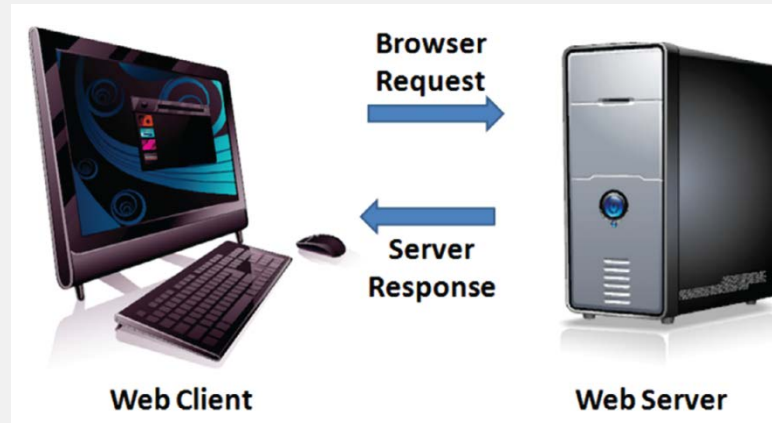 Browser
Request
Server
Response
Web Client
Web Server